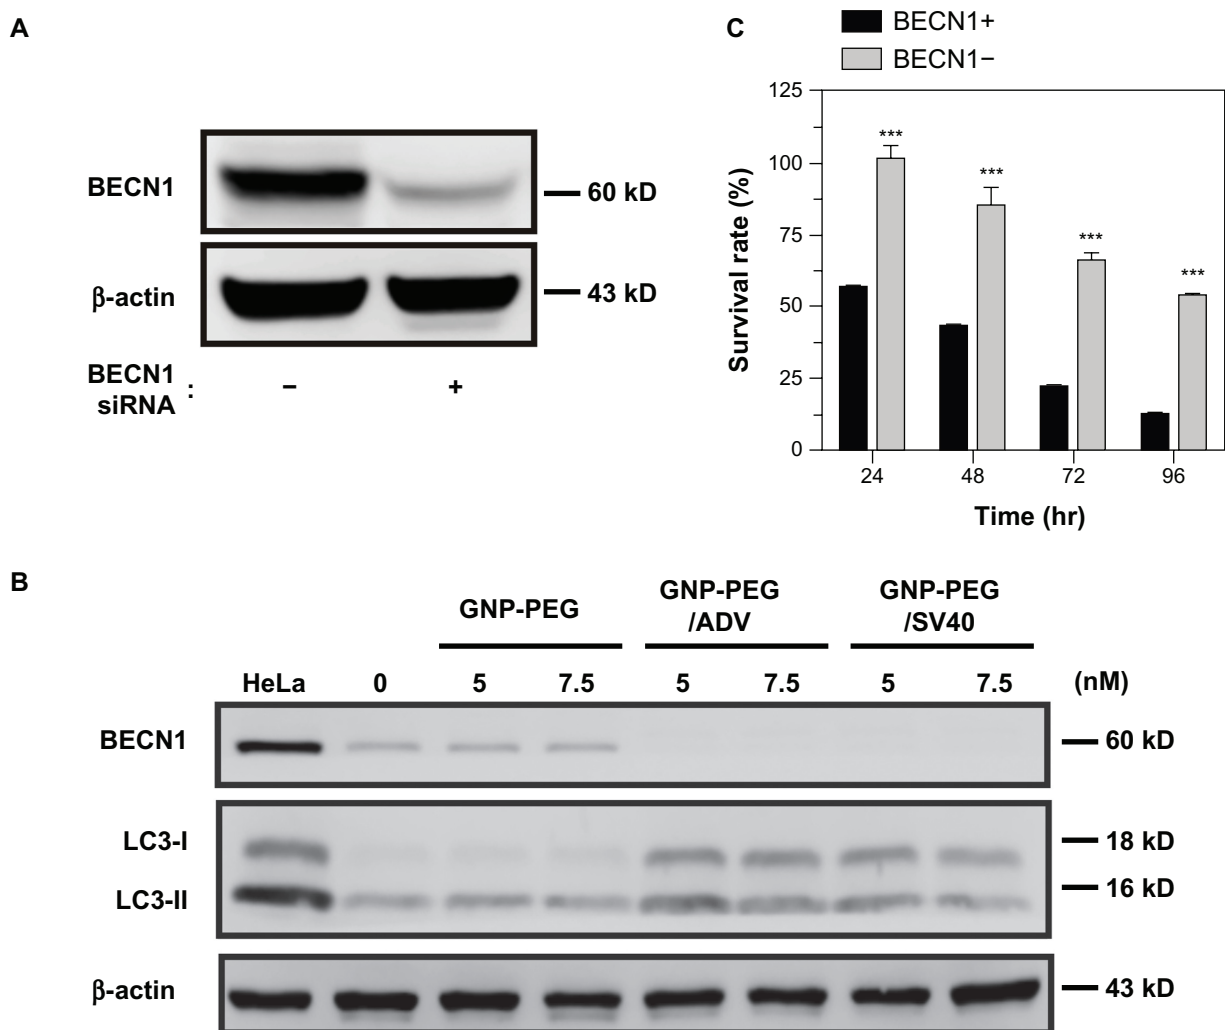 A
BECN1
60 kD
β-actin
43 kD
BECN1
siRNA
:
−
+
C
BECN1+
BECN1−
125
100
75
50
25
0
Survival rate (%)
***
***
***
***
24
48
72
96
Time (hr)
B
GNP-PEG
GNP-PEG
/ADV
GNP-PEG
/SV40
HeLa
0
5
7.5
5
7.5
5
7.5
(nM)
BECN1
60 kD
LC3-I
18 kD
LC3-II
16 kD
β-actin
43 kD